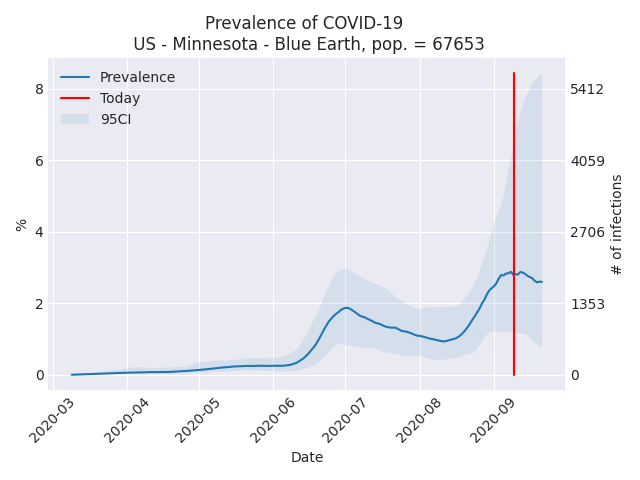 Prevalence of COVID-19
US - Minnesota - Blue Earth, pop. = 67653
Prevalence
Today
95CI
%
8
6
4
2
0
5412
4059
2706
1353
0
# of infections
2020-03
2020-04
2020-05
2020-06
2020-07
2020-08
2020-09
Date